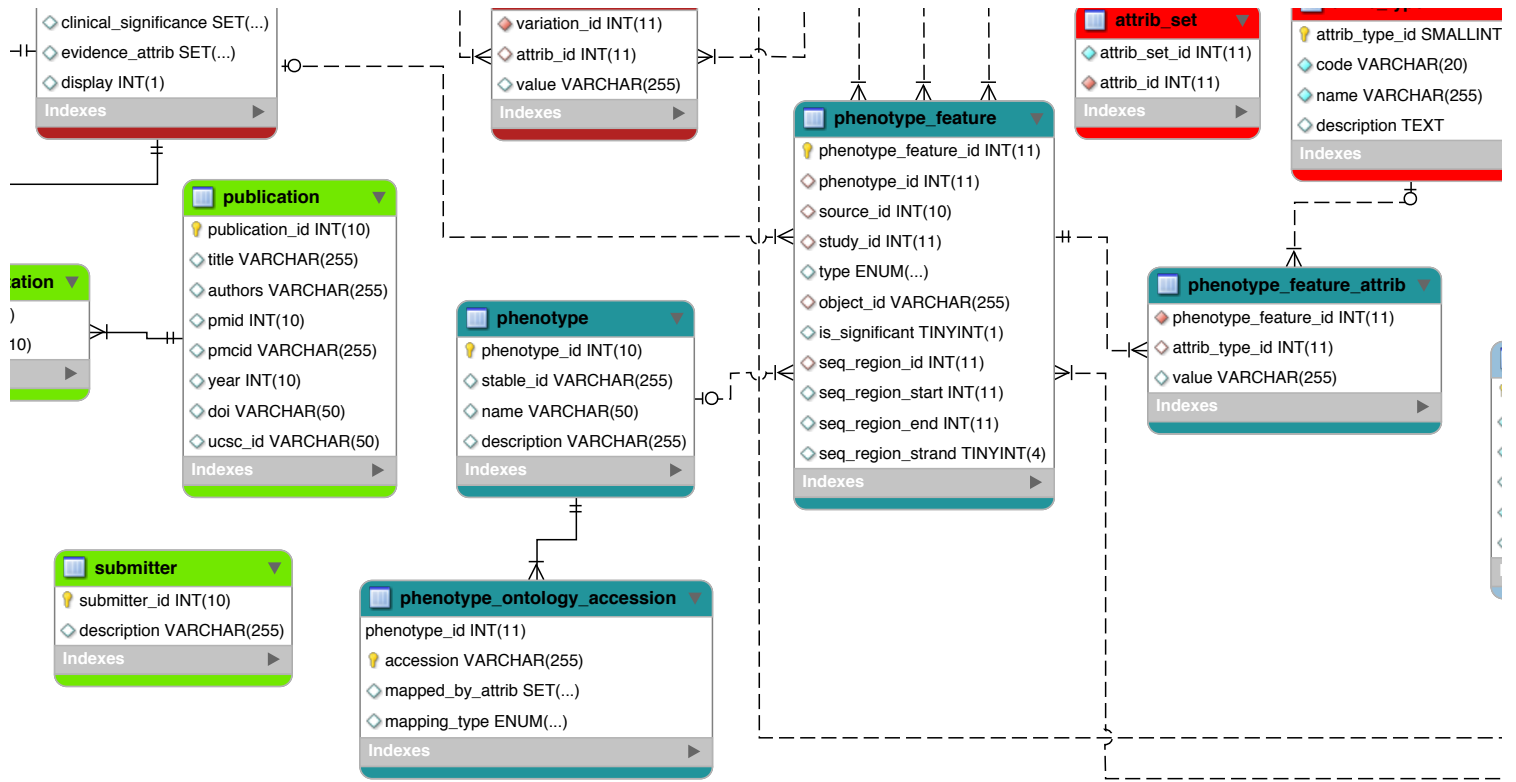 clinical_significance SET(...)
evidence_attrib SET(...)
display INT(1)
Indexes
variation_id INT(11)
attrib_id INT(11)
value VARCHAR(255)
Indexes
attrib_set
attrib_set_id INT(11)
attrib_id INT(11)
Indexes
attrib_type_id SMALLINT
code VARCHAR(20)
name VARCHAR(255)
description TEXT
Indexes
phenotype_feature
phenotype_feature_id INT(11)
phenotype_id INT(11)
source_id INT(10)
study_id INT(11)
type ENUM(...)
object_id VARCHAR(255)
is_significant TINYINT(1)
seq_region_id INT(11)
seq_region_start INT(11)
seq_region_end INT(11)
seq_region_strand TINYINT(4)
Indexes
publication
publication_id INT(10)
title VARCHAR(255)
authors VARCHAR(255)
pmid INT(10)
pmcid VARCHAR(255)
year INT(10)
doi VARCHAR(50)
ucsc_id VARCHAR(50)
Indexes
ation
)
10)
phenotype
phenotype_id INT(10)
stable_id VARCHAR(255)
name VARCHAR(50)
description VARCHAR(255)
Indexes
phenotype_feature_attrib
phenotype_feature_id INT(11)
attrib_type_id INT(11)
value VARCHAR(255)
Indexes
submitter
submitter_id INT(10)
description VARCHAR(255)
Indexes
phenotype_ontology_accession
phenotype_id INT(11)
accession VARCHAR(255)
mapped_by_attrib SET(...)
mapping_type ENUM(...)
Indexes